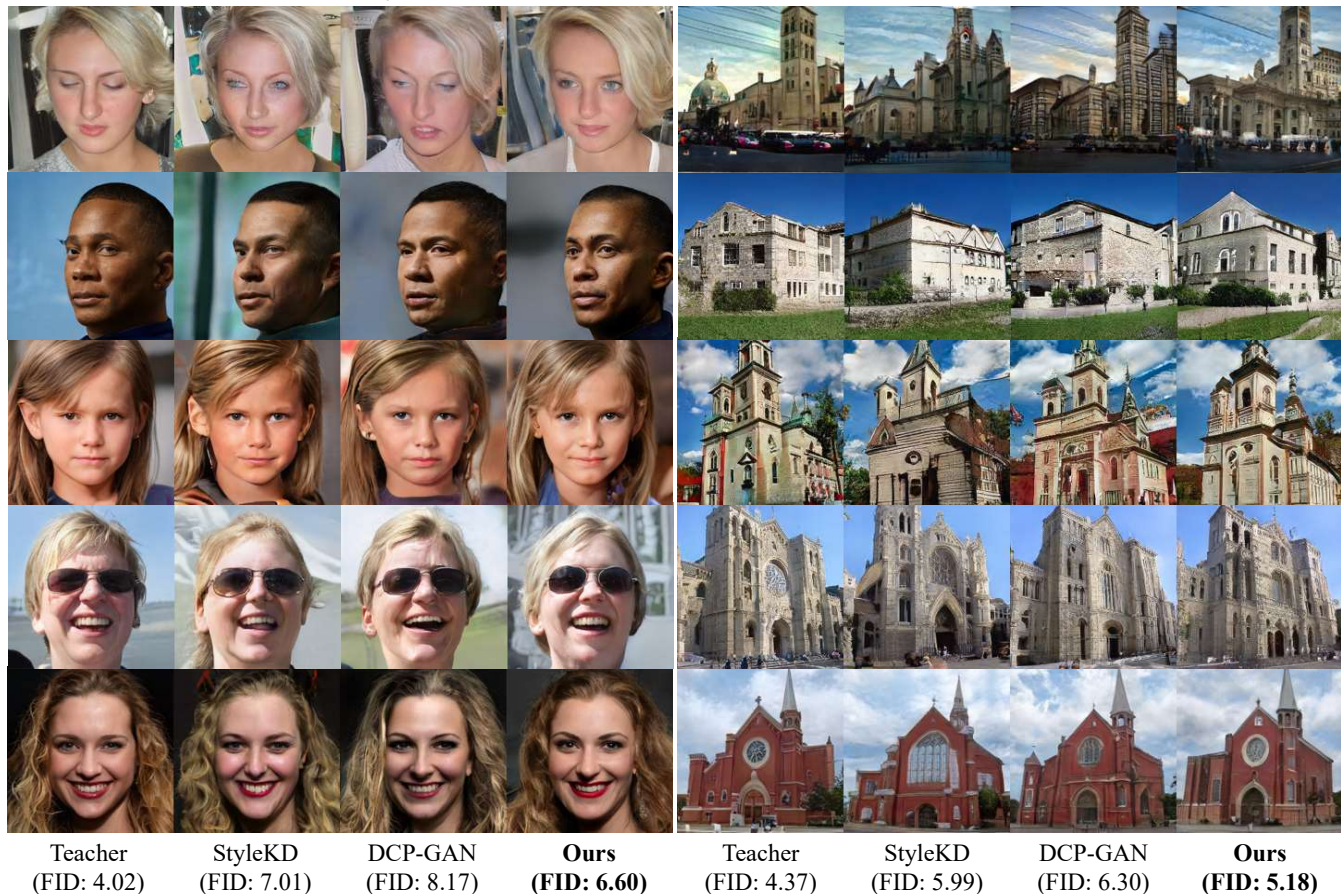 Teacher StyleKD DCP-GAN Ours Teacher StyleKD DCP-GAN Ours
(FID: 4.02) (FID: 7.01) (FID: 8.17) (FID: 6.60) (FID: 4.37) (FID: 5.99) (FID: 6.30) (FID: 5.18)